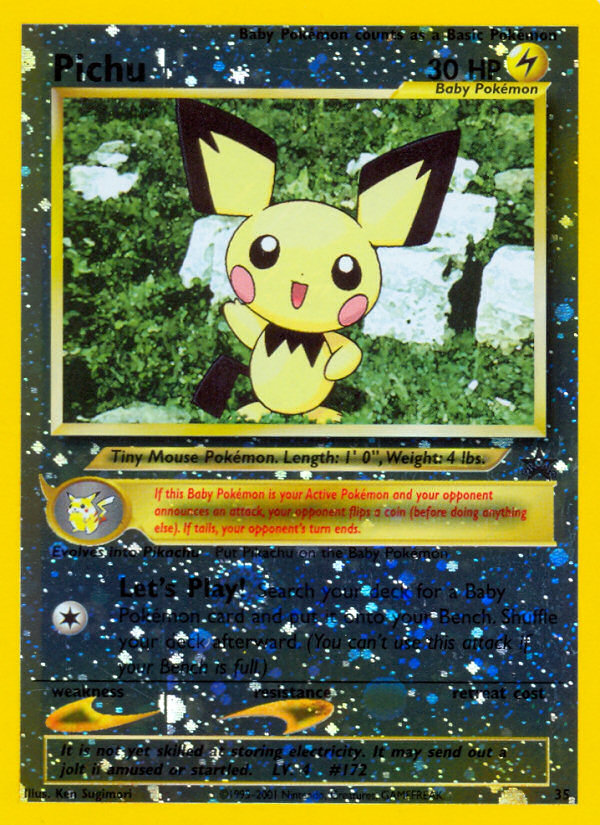 Baby Pokémon counts as a Basic Pokémon
Pichu
30 HP
Baby Pokémon
Tiny Mouse Pokémon. Length: 1' 0", Weight: 4 lbs.
If this Baby Pokémon is your Active Pokémon and your opponent
announces an attack, your opponent flips a coin (before doing anything
else). If tails, your opponent's turn ends.
Evolves into Pikachu Put Pikachu on the Baby Pokémon
Let's Play! Search your deck for a Baby
Pokémon card and put it onto your Bench. Shuffle
your deck afterward. (You can't use this attack if
your Bench is full.)
weakness
resistance
retreat cost
It is not yet skilled at storing electricity. It may send out a
jolt if amused or startled. LV. 4 #172
Illus. Ken Sugimori
©1995-2001 Nintendo, Creatures, GAMEFREAK
35